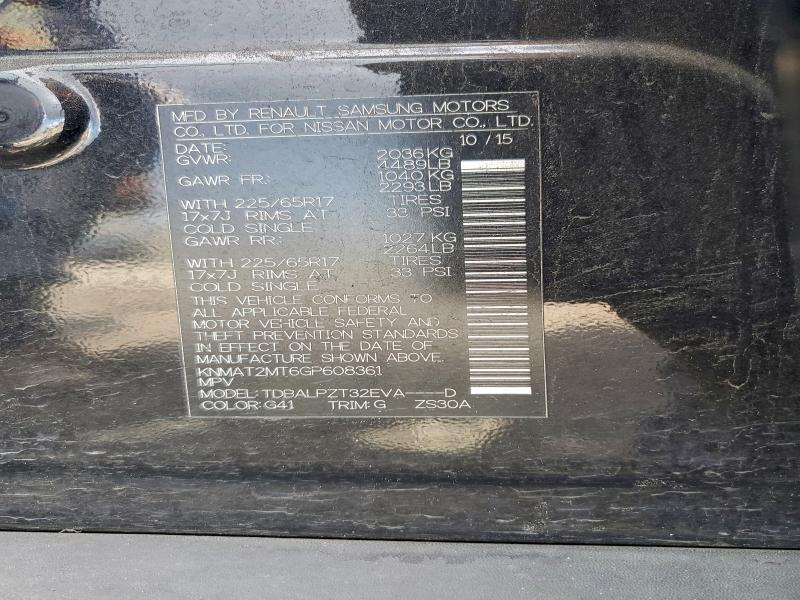 MFD BY RENAULT SAMSUNG MOTORS
CO., LTD. FOR NISSAN MOTOR CO., LTD.
DATE: 10 / 15
GVWR: 2036 KG
4489 LB
GAWR FR: 1040 KG
2293 LB
WITH 225/65R17 TIRES
17x7J RIMS AT 33 PSI
COLD SINGLE
GAWR RR: 1027 KG
2264 LB
WITH 225/65R17 TIRES
17x7J RIMS AT 33 PSI
COLD SINGLE
THIS VEHICLE CONFORMS TO
ALL APPLICABLE FEDERAL
MOTOR VEHICLE SAFETY AND
THEFT PREVENTION STANDARDS
IN EFFECT ON THE DATE OF
MANUFACTURE SHOWN ABOVE.
KNMAT2MT6GP608361
MPV
MODEL: TDBALPZT32EVA----D
COLOR: G41 TRIM: G ZS30A